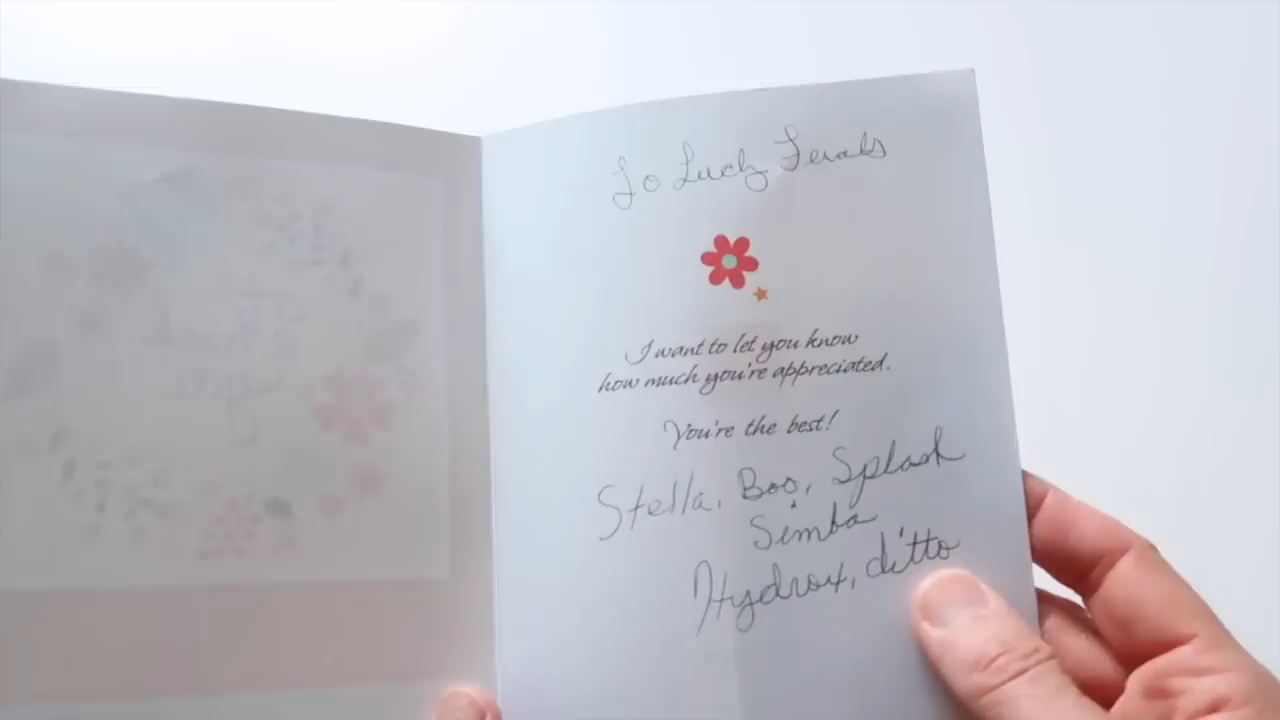 To Lucky Ferals
I want to let you know
how much you're appreciated.
You're the best!
Stella, Boo, Splash
Simba
Hydrox, ditto